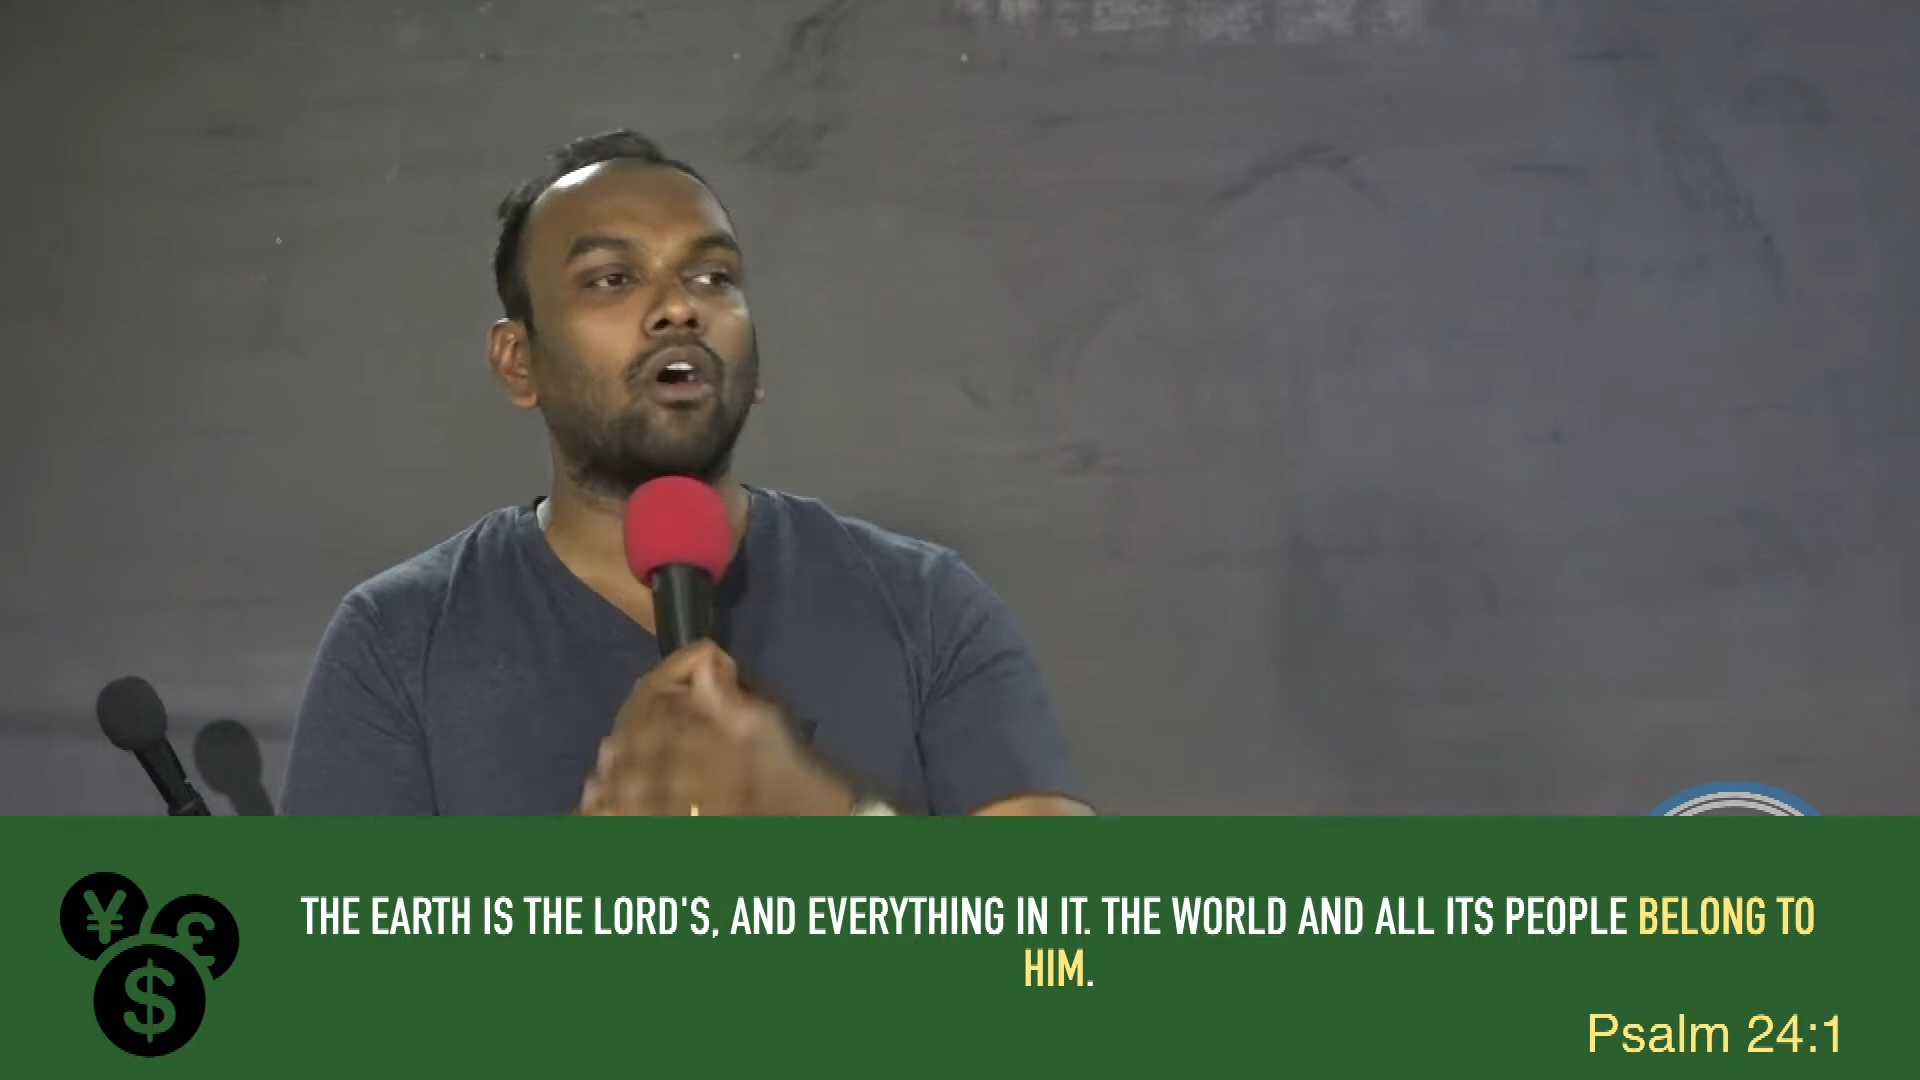 THE EARTH IS THE LORD'S, AND EVERYTHING IN IT. THE WORLD AND ALL ITS PEOPLE BELONG TO
HIM.
Psalm 24:1
¥ £
$